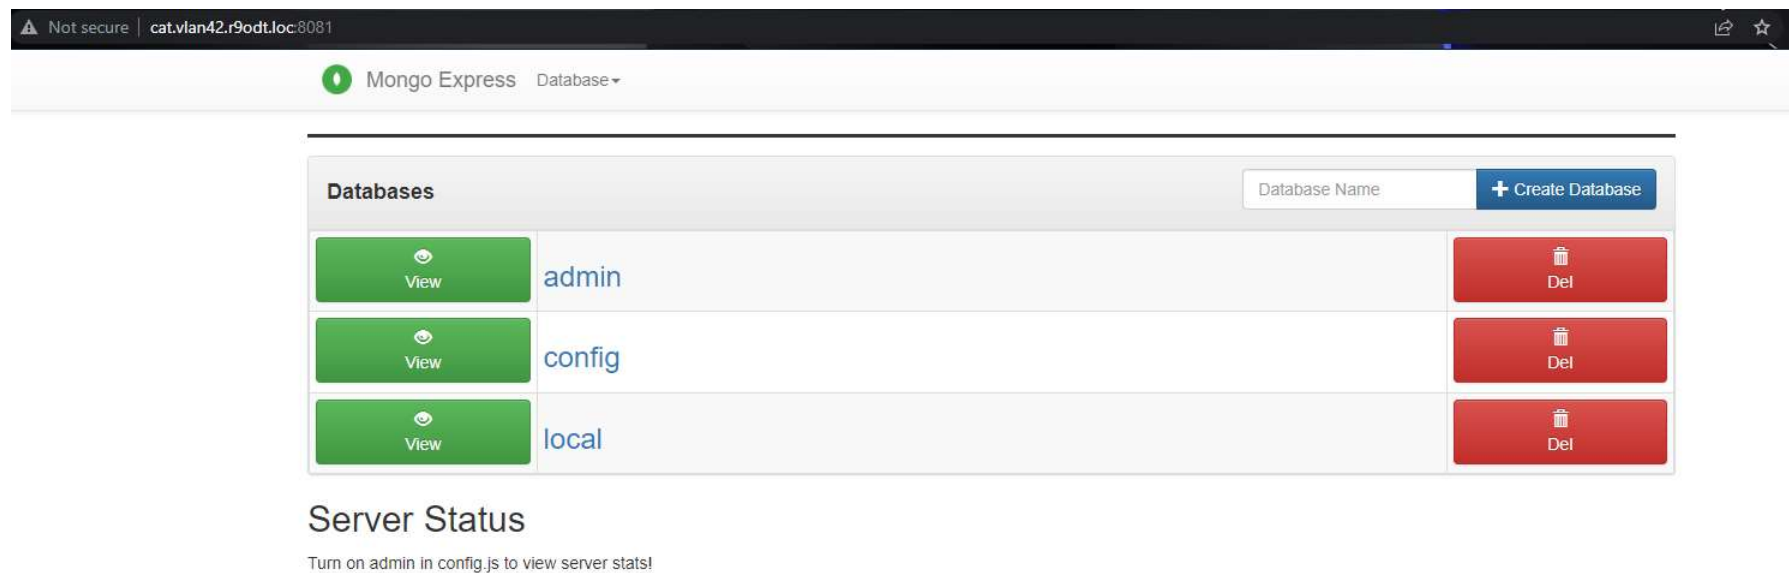 Not secure | cat.vlan42.r9odt.loc:8081
Mongo Express Database
Databases Database Name + Create Database
View admin Del
View config Del
View local Del
Server Status
Turn on admin in config.js to view server stats!